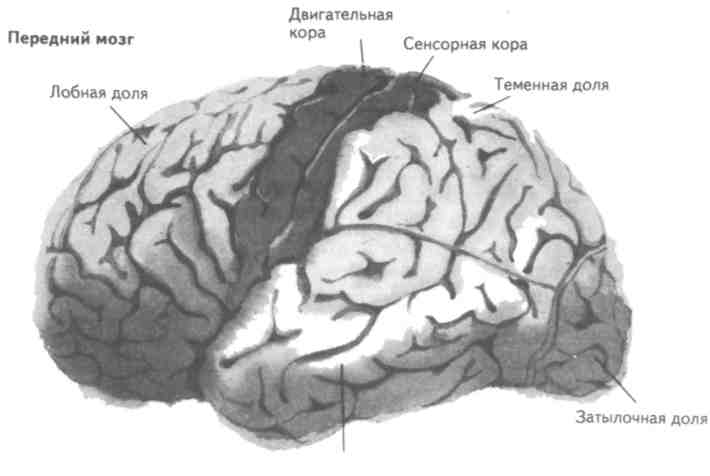 Двигательная
кора
Передний мозг
Сенсорная кора
Лобная доля
Теменная доля
Затылочная доля